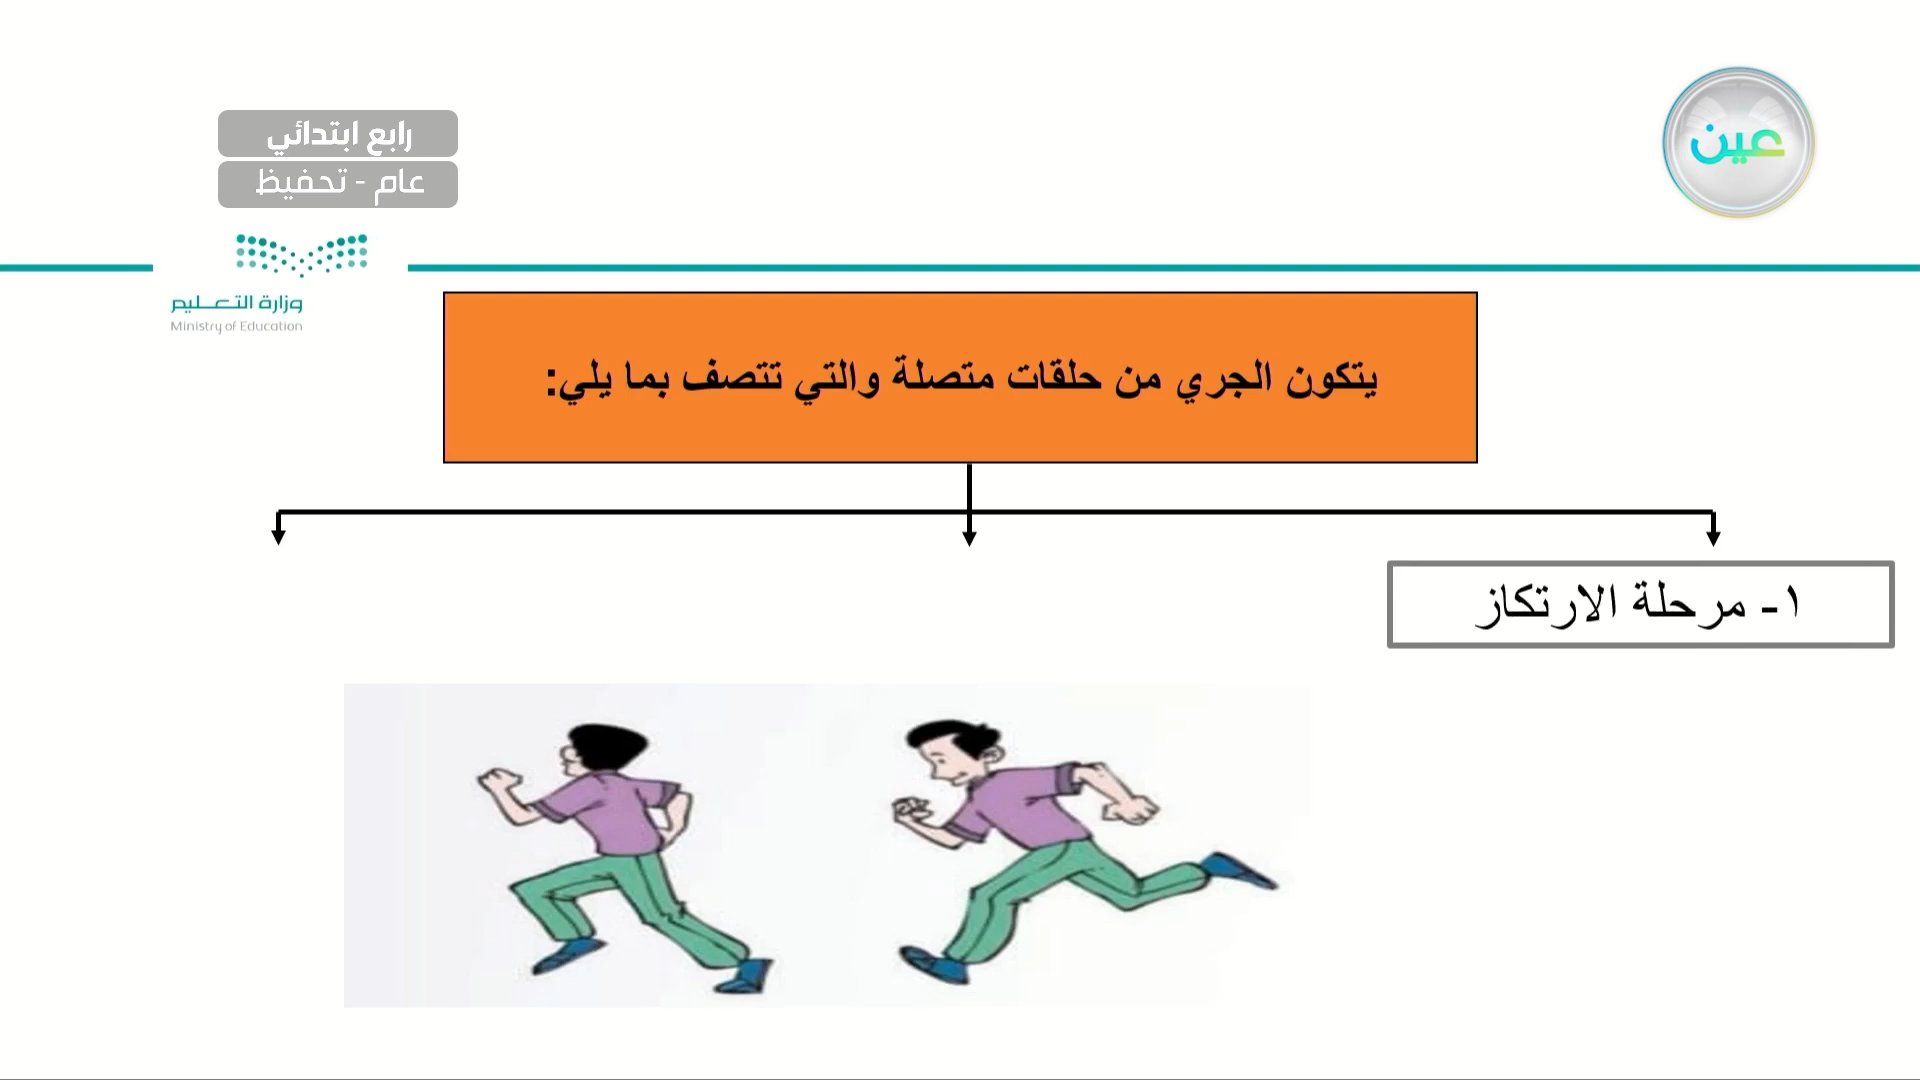 عين
رابع ابتدائي
عام - تحفيظ
وزارة التعليم
Ministry of Education
يتكون الجري من حلقات متصلة والتي تتصف بما يلي:
١- مرحلة الارتكاز